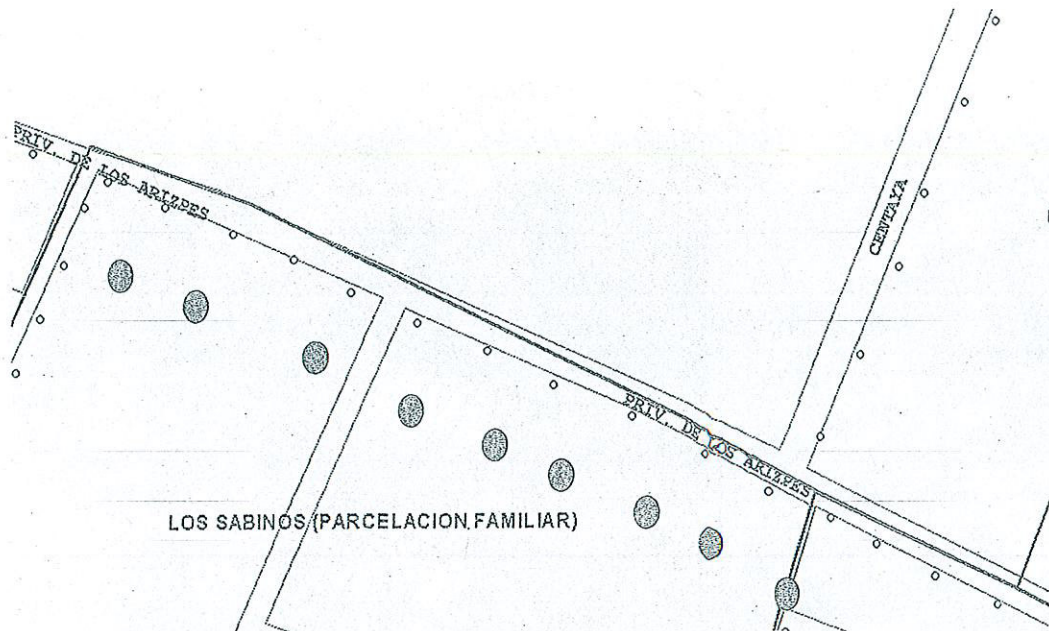 PRIV. DE LOS ARIZPES
CENTAYA
PRIV. DE LOS ARIZPES
LOS SABINOS (PARCELACION FAMILIAR)